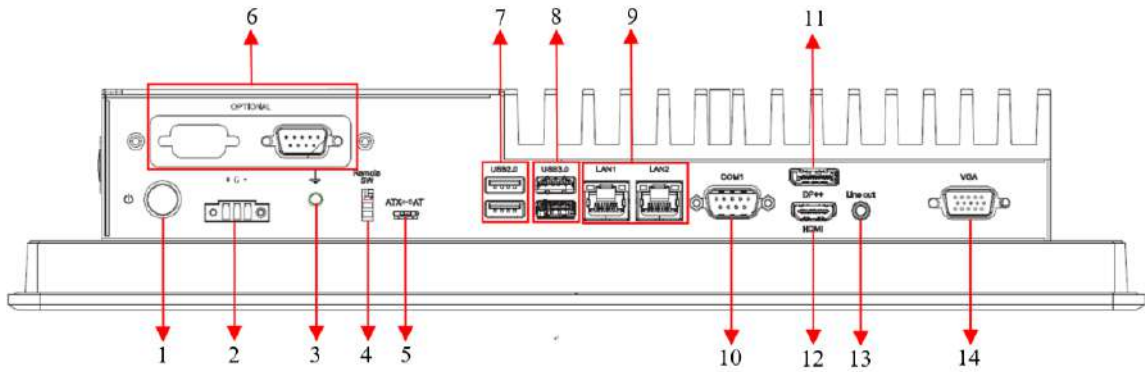 6 7 8 9 11
OPTIONAL
Remote
SW
USB2.0 USB3.0 LAN1 LAN2
+ G -
ATX⟷AT
COM1
DP++
HDMI
Line out
VGA
1 2 3 4 5 10 12 13 14